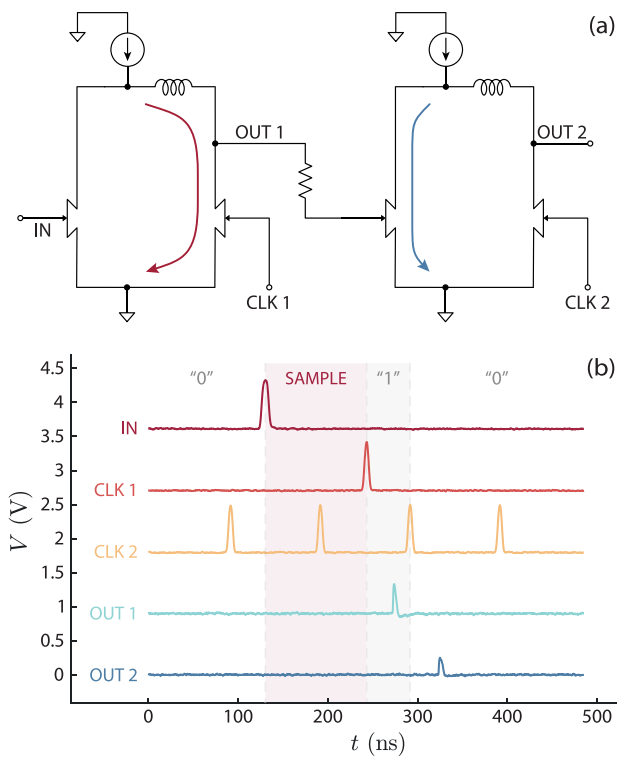 (a)
OUT 1
OUT 2
IN
CLK 1
CLK 2
(b)
"0" SAMPLE "1" "0"
4.5
4
3.5
3
2.5
2
1.5
1
0.5
0
V (V)
IN
CLK 1
CLK 2
OUT 1
OUT 2
0 100 200 300 400 500
t (ns)